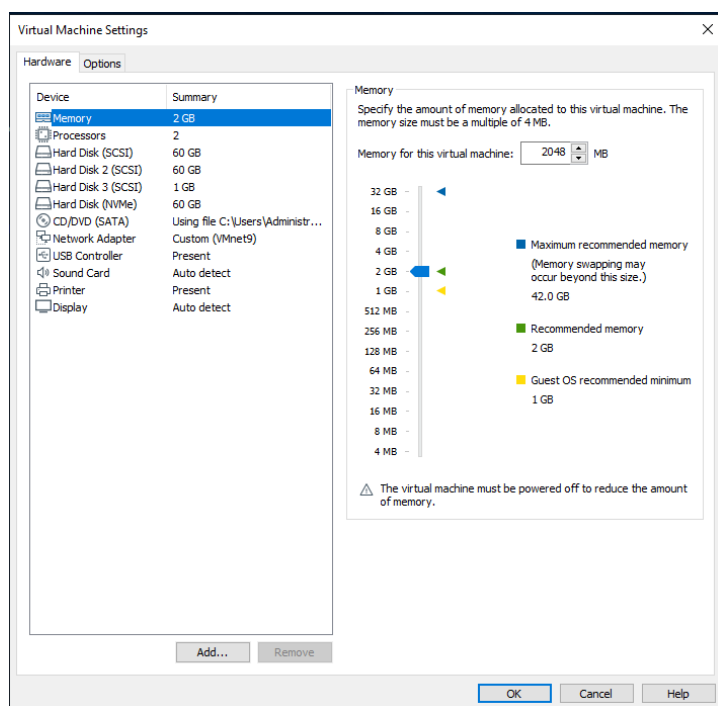 Virtual Machine Settings
Hardware
Options
Device Summary
Memory 2 GB
Processors 2
Hard Disk (SCSI) 60 GB
Hard Disk 2 (SCSI) 60 GB
Hard Disk 3 (SCSI) 1 GB
Hard Disk (NVMe) 60 GB
CD/DVD (SATA) Using file C:\Users\Administr...
Network Adapter Custom (VMnet9)
USB Controller Present
Sound Card Auto detect
Printer Present
Display Auto detect
Add...
Remove
Memory
Specify the amount of memory allocated to this virtual machine. The
memory size must be a multiple of 4 MB.
Memory for this virtual machine: 2048 MB
32 GB
16 GB
8 GB
4 GB
2 GB
1 GB
512 MB
256 MB
128 MB
64 MB
32 MB
16 MB
8 MB
4 MB
Maximum recommended memory
(Memory swapping may
occur beyond this size.)
42.0 GB
Recommended memory
2 GB
Guest OS recommended minimum
1 GB
The virtual machine must be powered off to reduce the amount
of memory.
OK
Cancel
Help